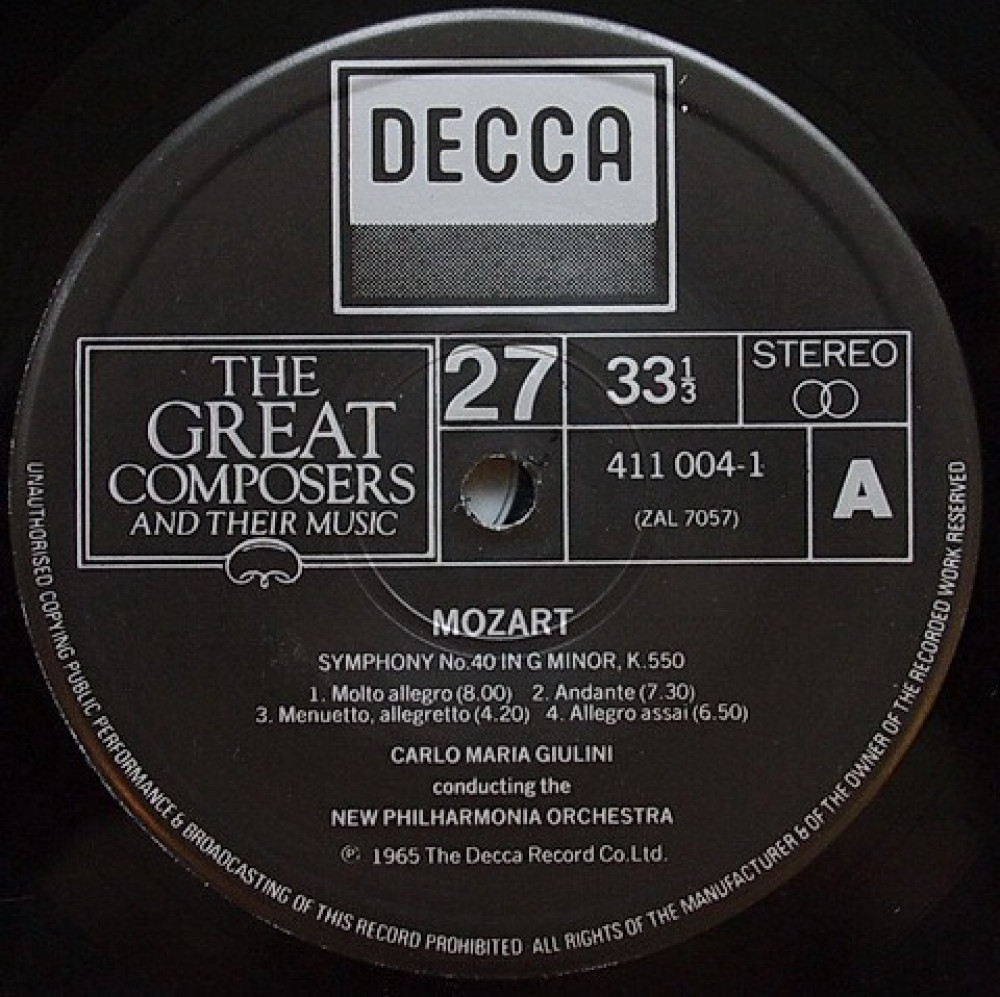 DECCA
THE
GREAT
COMPOSERS
AND THEIR MUSIC
27
33⅓
STEREO
411 004-1
(ZAL 7057)
A
MOZART
SYMPHONY No.40 IN G MINOR, K.550
1. Molto allegro (8.00) 2. Andante (7.30)
3. Menuetto, allegretto (4.20) 4. Allegro assai (6.50)
CARLO MARIA GIULINI
conducting the
NEW PHILHARMONIA ORCHESTRA
℗ 1965 The Decca Record Co. Ltd.
UNAUTHORISED COPYING PUBLIC PERFORMANCE & BROADCASTING OF THIS RECORD PROHIBITED ALL RIGHTS OF THE MANUFACTURER & OF THE OWNER OF THE RECORDED WORK RESERVED